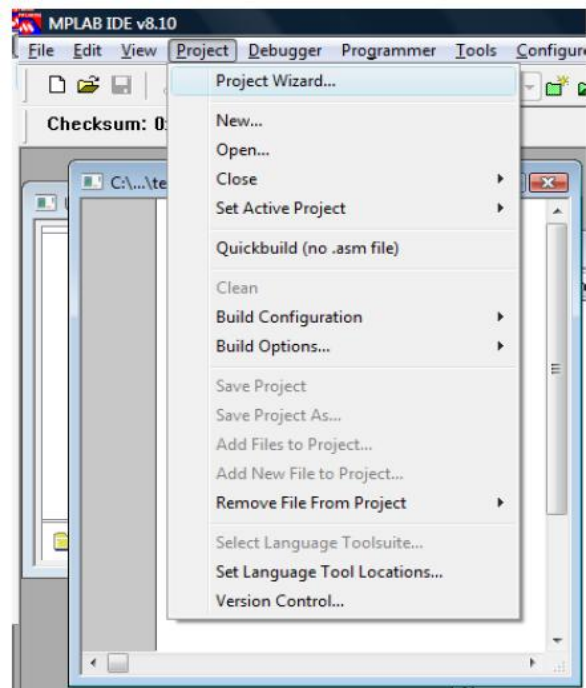 MPLAB IDE v8.10
File Edit View Project Debugger Programmer Tools Configure
Project Wizard...
Checksum: 0
New...
Open...
C:\...\te
Close
Set Active Project
Quickbuild (no .asm file)
Clean
Build Configuration
Build Options...
Save Project
Save Project As...
Add Files to Project...
Add New File to Project...
Remove File From Project
Select Language Toolsuite...
Set Language Tool Locations...
Version Control...